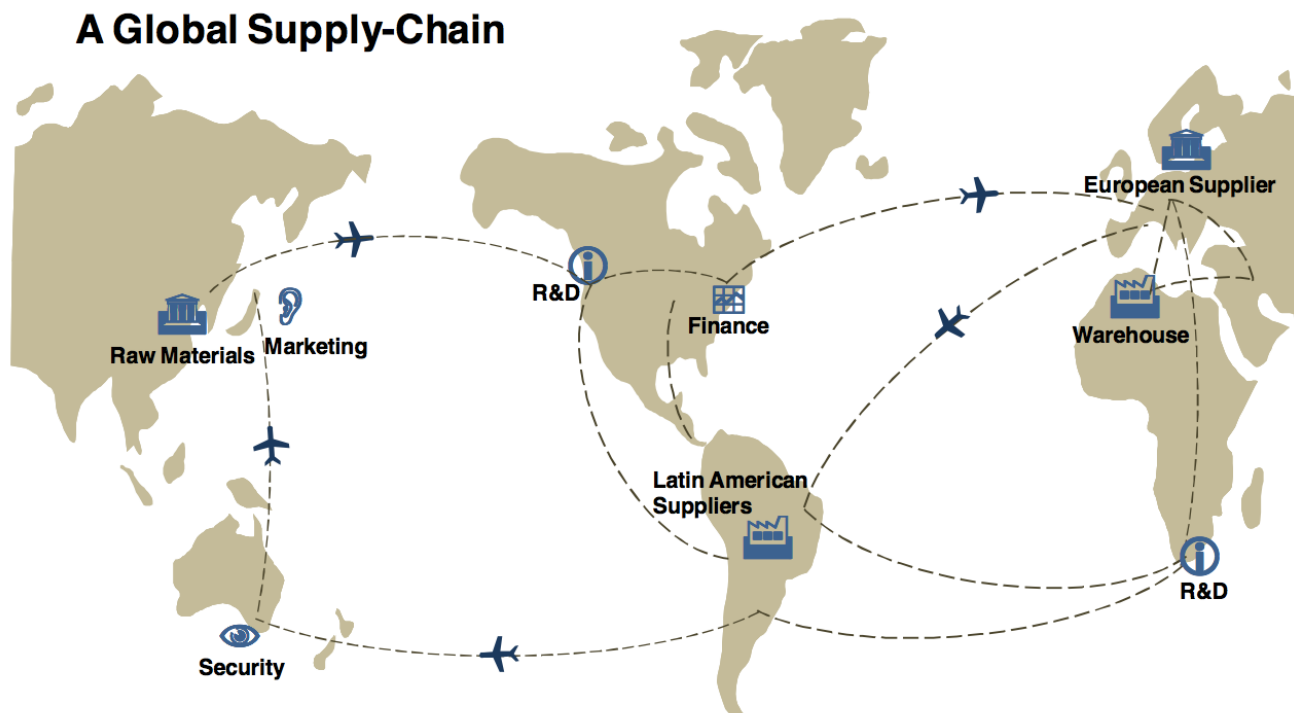 A Global Supply-Chain
European Supplier
R&D
Finance
Warehouse
Raw Materials
Marketing
Latin American
Suppliers
R&D
Security